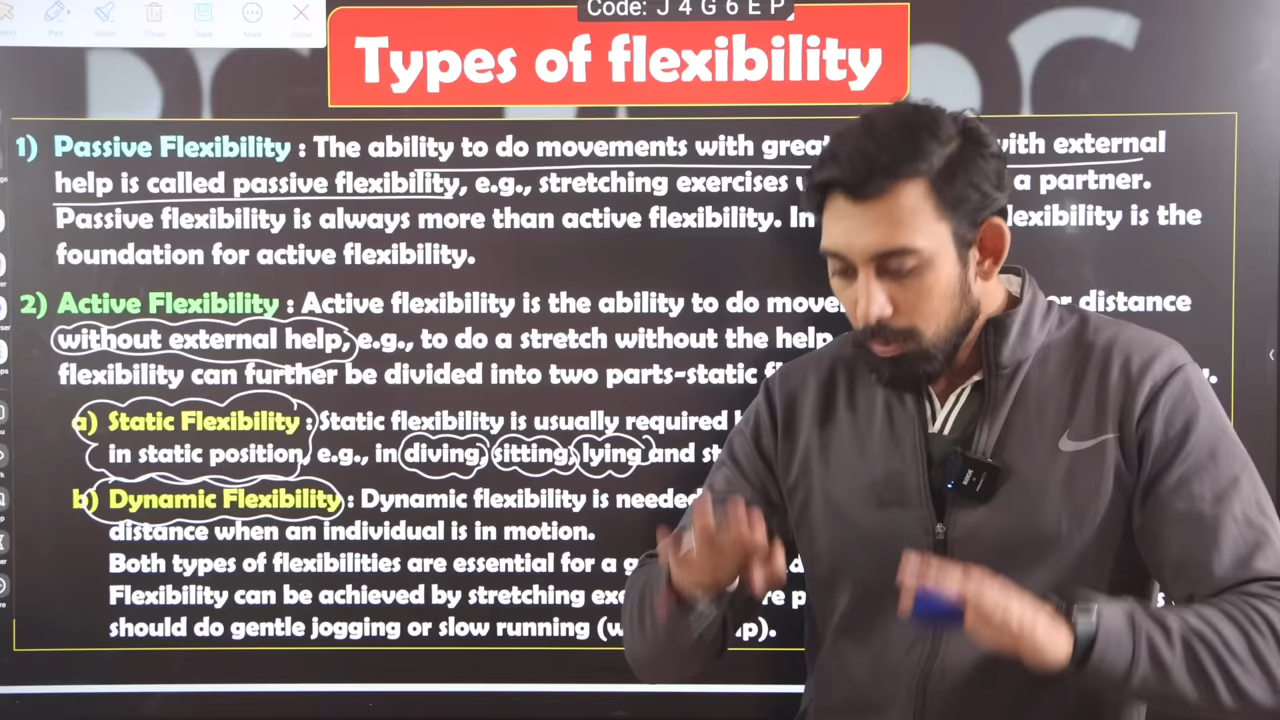 Code: J 4 G 6 E P
Types of flexibility
1) Passive Flexibility : The ability to do movements with with external
help is called passive flexibility, e.g., stretching exercises a partner.
Passive flexibility is always more than active flexibility. In flexibility is the
foundation for active flexibility.
2) Active Flexibility : Active flexibility is the ability to do or distance
without external help, e.g., to do a stretch without the help
flexibility can further be divided into two parts-static
a) Static Flexibility : Static flexibility is usually required
in static position, e.g., in diving, sitting, lying and
b) Dynamic Flexibility : Dynamic flexibility is needed
distance when an individual is in motion.
Both types of flexibilities are essential for a
Flexibility can be achieved by stretching
should do gentle jogging or slow running